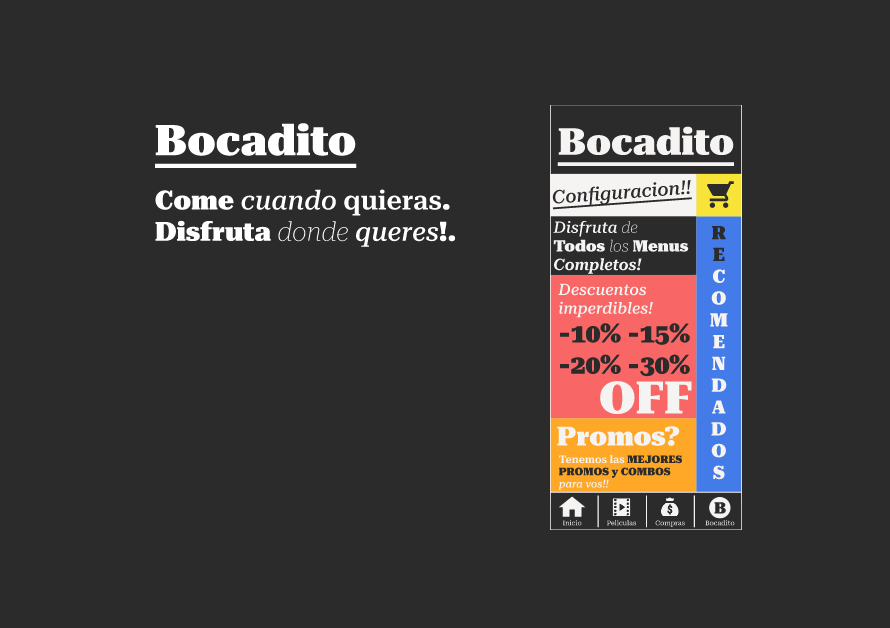 Bocadito
Come cuando quieras.
Disfruta donde queres!.
Bocadito
Configuracion!!
Disfruta de
Todos los Menus
Completos!
Descuentos
imperdibles!
-10% -15%
-20% -30%
OFF
Promos?
Tenemos las MEJORES
PROMOS y COMBOS
para vos!!
RECOMENDADOS
Inicio
Peliculas
Compras
B
Bocadito